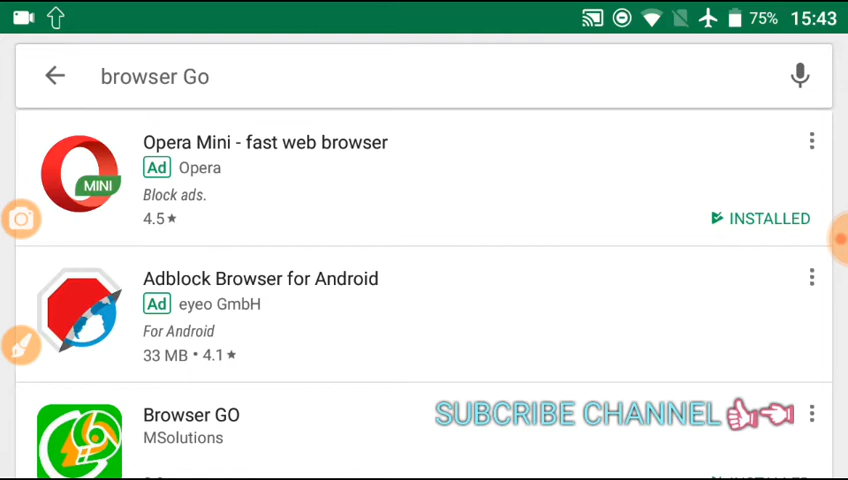 75% 15:43
browser Go
Opera Mini - fast web browser
Ad Opera
Block ads.
4.5★
INSTALLED
MINI
Adblock Browser for Android
Ad eyeo GmbH
For Android
33 MB • 4.1★
Browser GO
MSolutions
SUBCRIBE CHANNEL